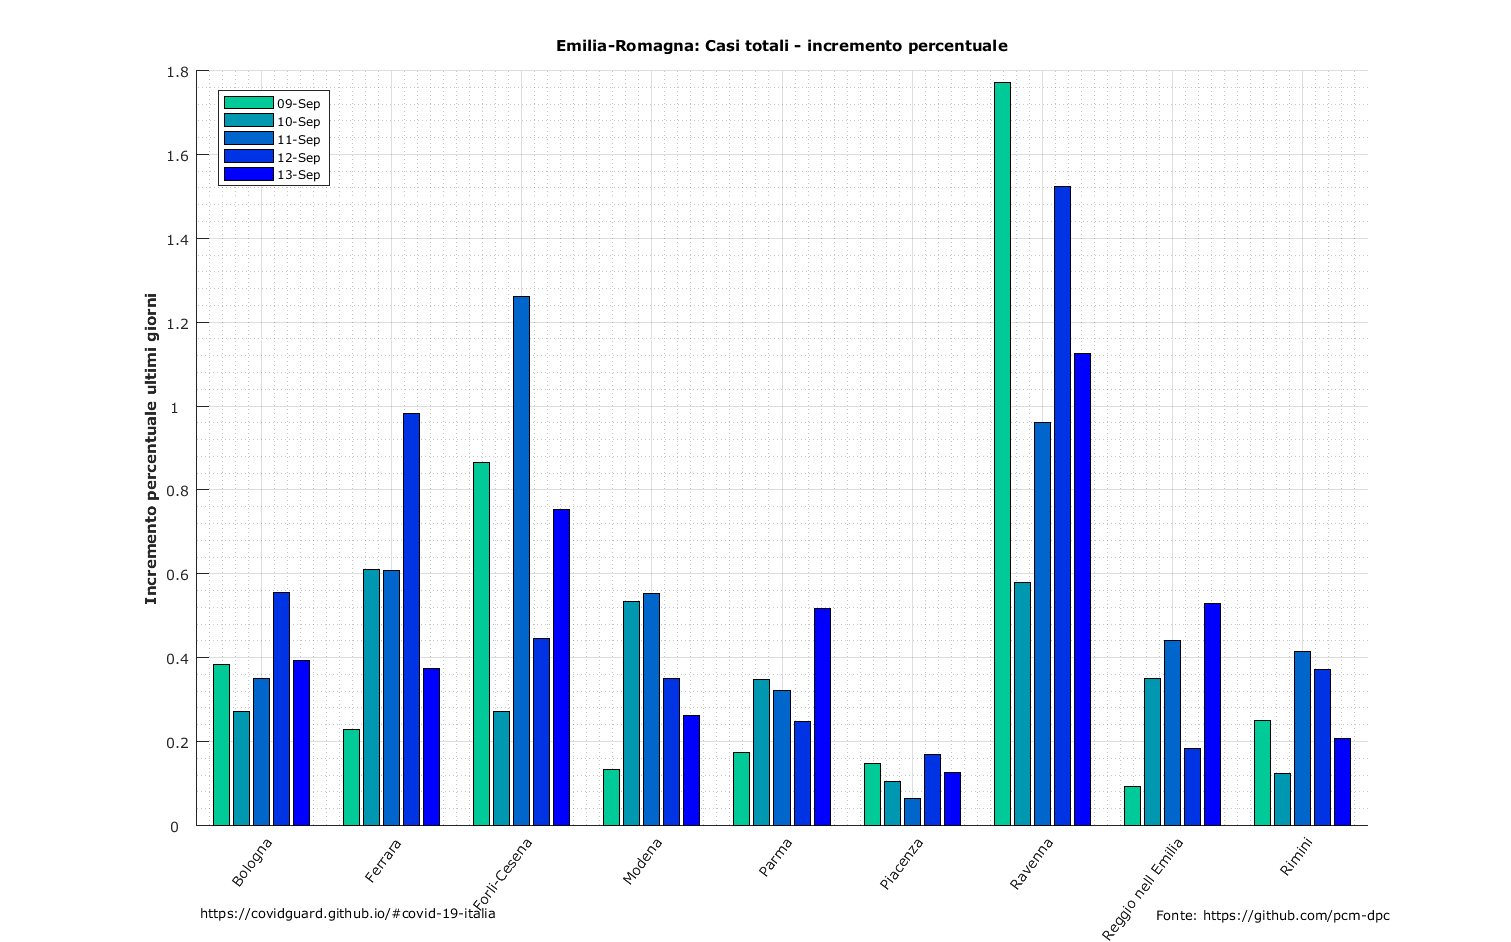 Emilia-Romagna: Casi totali - incremento percentuale
Incremento percentuale ultimi giorni
1.8
1.6
1.4
1.2
1
0.8
0.6
0.4
0.2
0
09-Sep
10-Sep
11-Sep
12-Sep
13-Sep
Bologna
Ferrara
Forlì-Cesena
Modena
Parma
Piacenza
Ravenna
Reggio nell Emilia
Rimini
https://covidguard.github.io/#covid-19-italia
Fonte: https://github.com/pcm-dpc